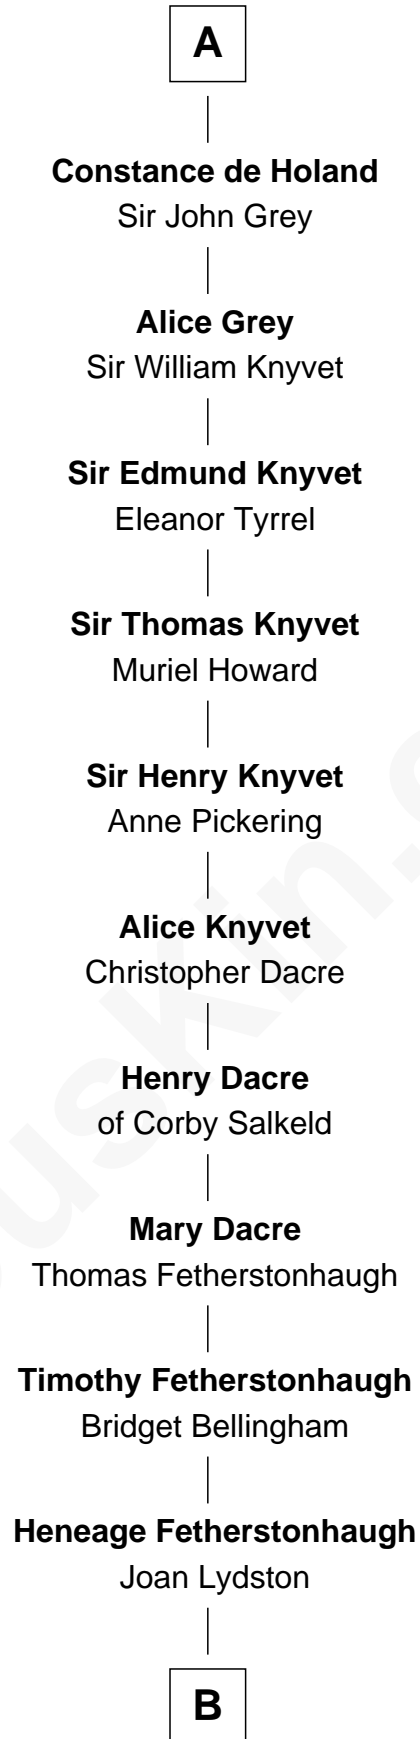 A
Constance de Holand
Sir John Grey
Alice Grey
Sir William Knyvet
Sir Edmund Knyvet
Eleanor Tyrrel
Sir Thomas Knyvet
Muriel Howard
Sir Henry Knyvet
Anne Pickering
Alice Knyvet
Christopher Dacre
Henry Dacre
of Corby Salkeld
Mary Dacre
Thomas Fetherstonhaugh
Timothy Fetherstonhaugh
Bridget Bellingham
Heneage Fetherstonhaugh
Joan Lydston
B